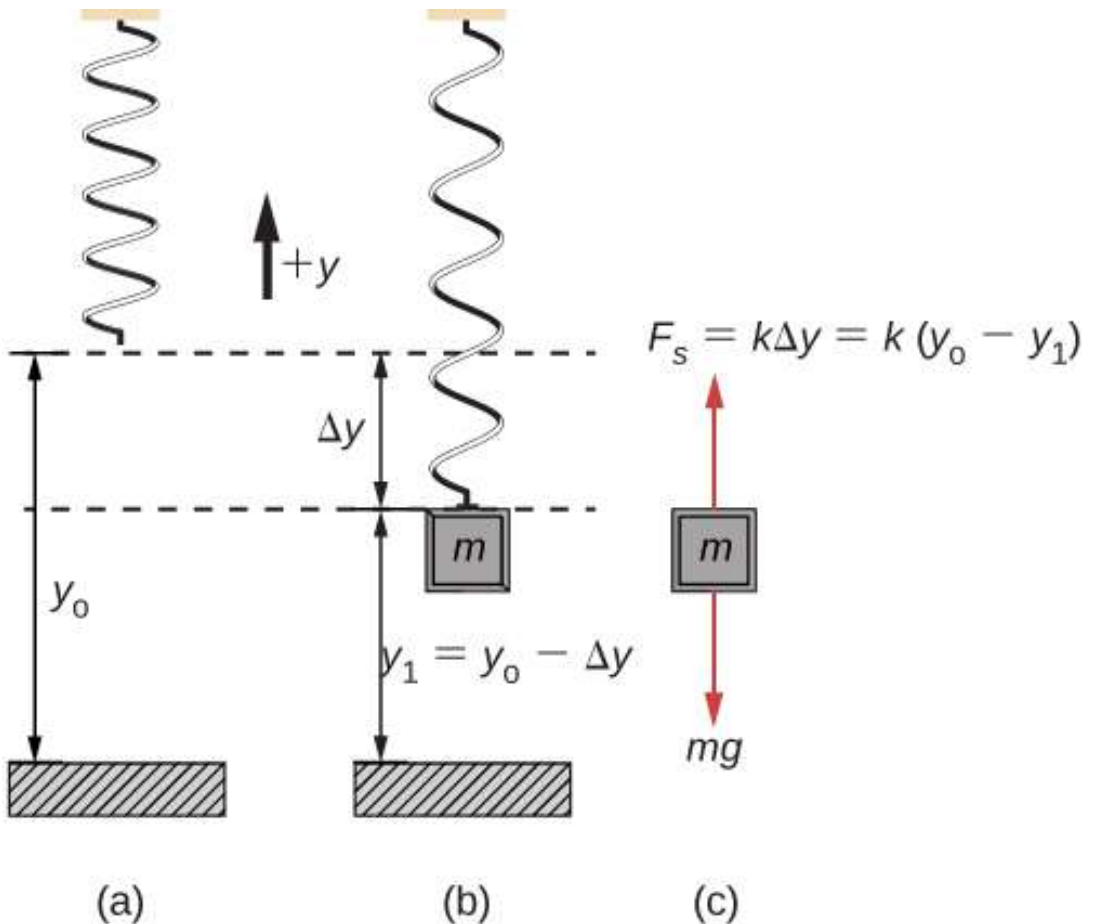 +y
F_s = kΔy = k (y_o − y_1)
Δy
m
m
y_o
y_1 = y_o − Δy
mg
(a)
(b)
(c)